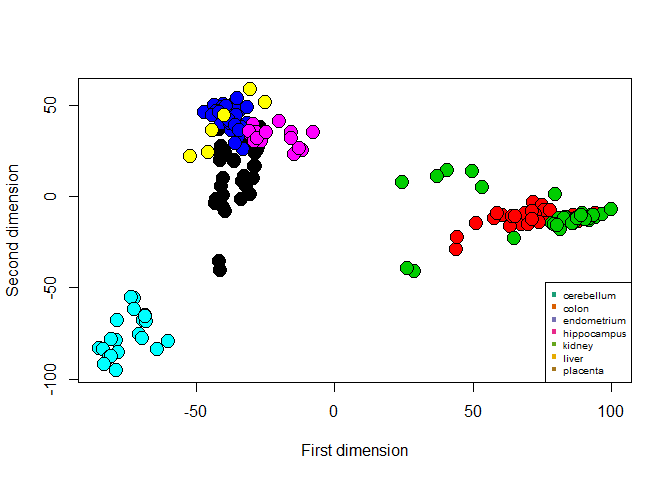 Second dimension
50
0
-50
-100
cerebellum
colon
endometrium
hippocampus
kidney
liver
placenta
-50
0
50
100
First dimension